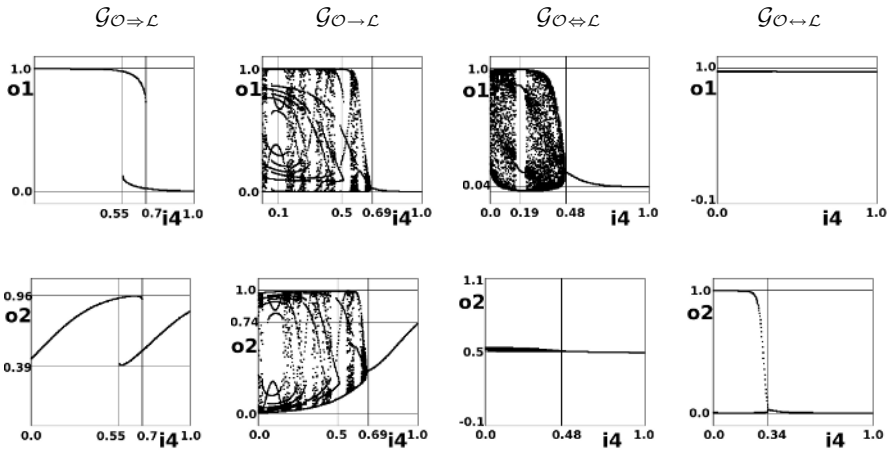 𝒢𝒪⇒ℒ 𝒢𝒪→ℒ 𝒢𝒪⇔ℒ 𝒢𝒪↔ℒ
1.0 1.0 1.0 1.0
o1 o1 o1 o1
0.0 0.0 0.04 -0.1
0.55 0.7 i4 1.0 0.1 0.5 0.69 i4 1.0 0.0 0.19 0.48 i4 1.0 0.0 i4 1.0
0.96 1.0 1.1 1.0
o2 0.74 o2 o2
0.39 o2 0.5
0.0 -0.1 0.0
0.0 0.55 0.7 i4 1.0 0.0 0.5 0.69 i4 1.0 0.0 0.48 i4 1.0 0.0 0.34 i4 1.0